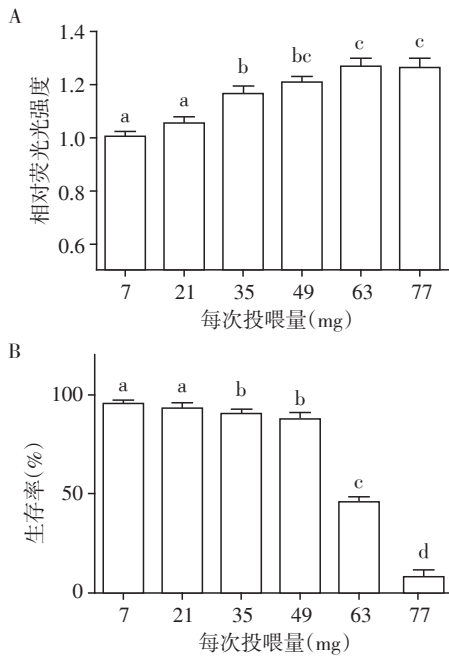 A
1.4
1.2
1.0
0.8
0.6
相对荧光光强度
a a b bc c c
7 21 35 49 63 77
每次投喂量(mg)
B
100
50
0
生存率(%)
a a b b c d
7 21 35 49 63 77
每次投喂量(mg)